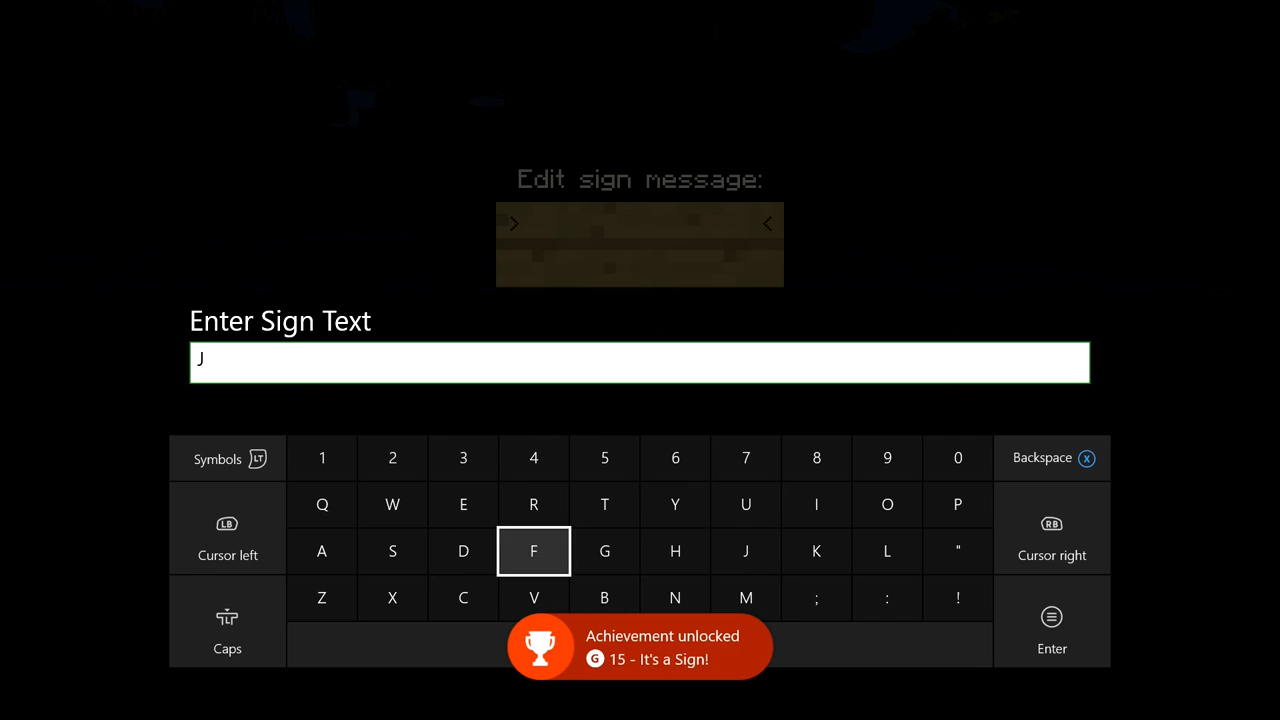 Edit sign message:
> <
Enter Sign Text
J
Symbols LT 1 2 3 4 5 6 7 8 9 0 Backspace X
Q W E R T Y U I O P
LB Cursor left A S D F G H J K L " RB Cursor right
Z X C V B N M ; : !
LT Caps Enter
Achievement unlocked
G 15 - It's a Sign!